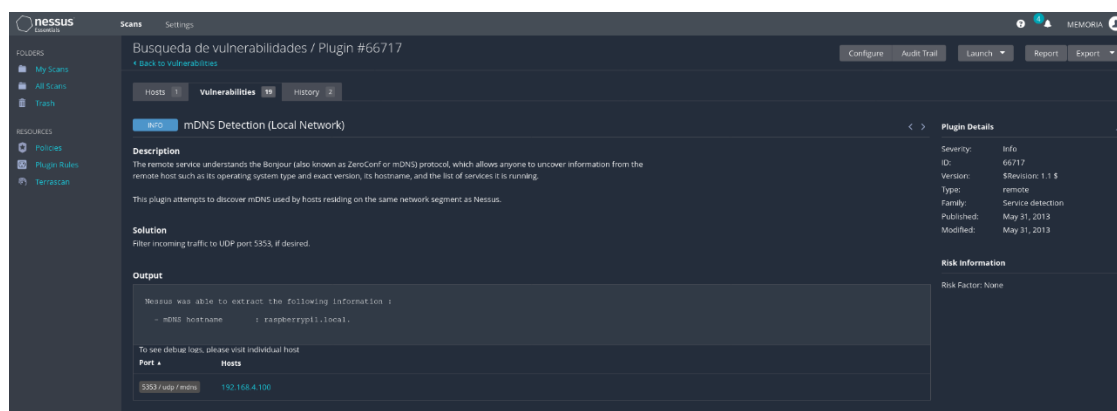 nessus
Essentials
Scans
Settings
4
MEMORIA
FOLDERS
My Scans
All Scans
Trash
RESOURCES
Policies
Plugin Rules
Terrascan
Busqueda de vulnerabilidades / Plugin #66717
Back to Vulnerabilities
Configure
Audit Trail
Launch
Report
Export
Hosts 1
Vulnerabilities 19
History 2
INFO
mDNS Detection (Local Network)
Description
The remote service understands the Bonjour (also known as ZeroConf or mDNS) protocol, which allows anyone to uncover information from the
remote host such as its operating system type and exact version, its hostname, and the list of services it is running.
This plugin attempts to discover mDNS used by hosts residing on the same network segment as Nessus.
Solution
Filter incoming traffic to UDP port 5353, if desired.
Output
Nessus was able to extract the following information :
- mDNS hostname : raspberrypi1.local.
To see debug logs, please visit individual host
Port
Hosts
5353 / udp / mdns
192.168.4.100
Plugin Details
Severity: Info
ID: 66717
Version: $Revision: 1.1 $
Type: remote
Family: Service detection
Published: May 31, 2013
Modified: May 31, 2013
Risk Information
Risk Factor: None